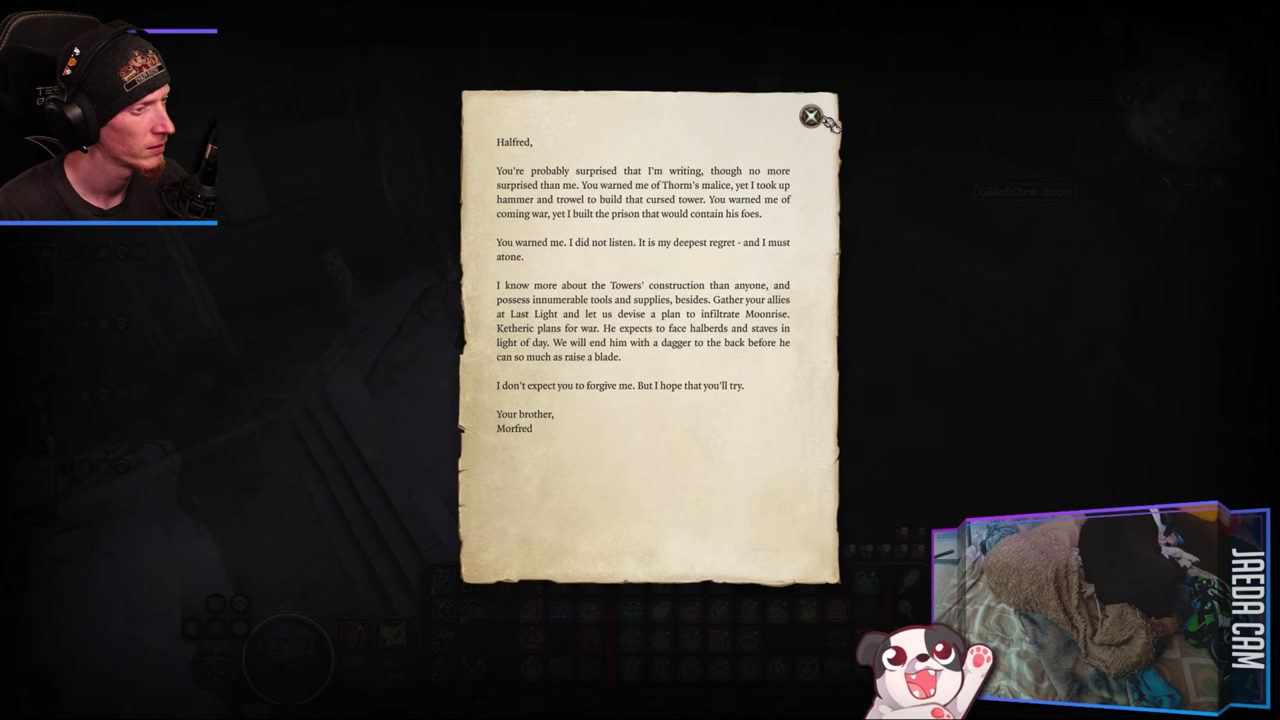 Halfred,
You're probably surprised that I'm writing, though no more
surprised than me. You warned me of Thorm's malice, yet I took up
hammer and trowel to build that cursed tower. You warned me of
coming war, yet I built the prison that would contain his foes.
You warned me. I did not listen. It is my deepest regret - and I must
atone.
I know more about the Towers' construction than anyone, and
possess innumerable tools and supplies, besides. Gather your allies
at Last Light and let us devise a plan to infiltrate Moonrise.
Ketheric plans for war. He expects to face halberds and staves in
light of day. We will end him with a dagger to the back before he
can so much as raise a blade.
I don't expect you to forgive me. But I hope that you'll try.
Your brother,
Morfred
Gilded Chest - Empty
JAEDA CAM